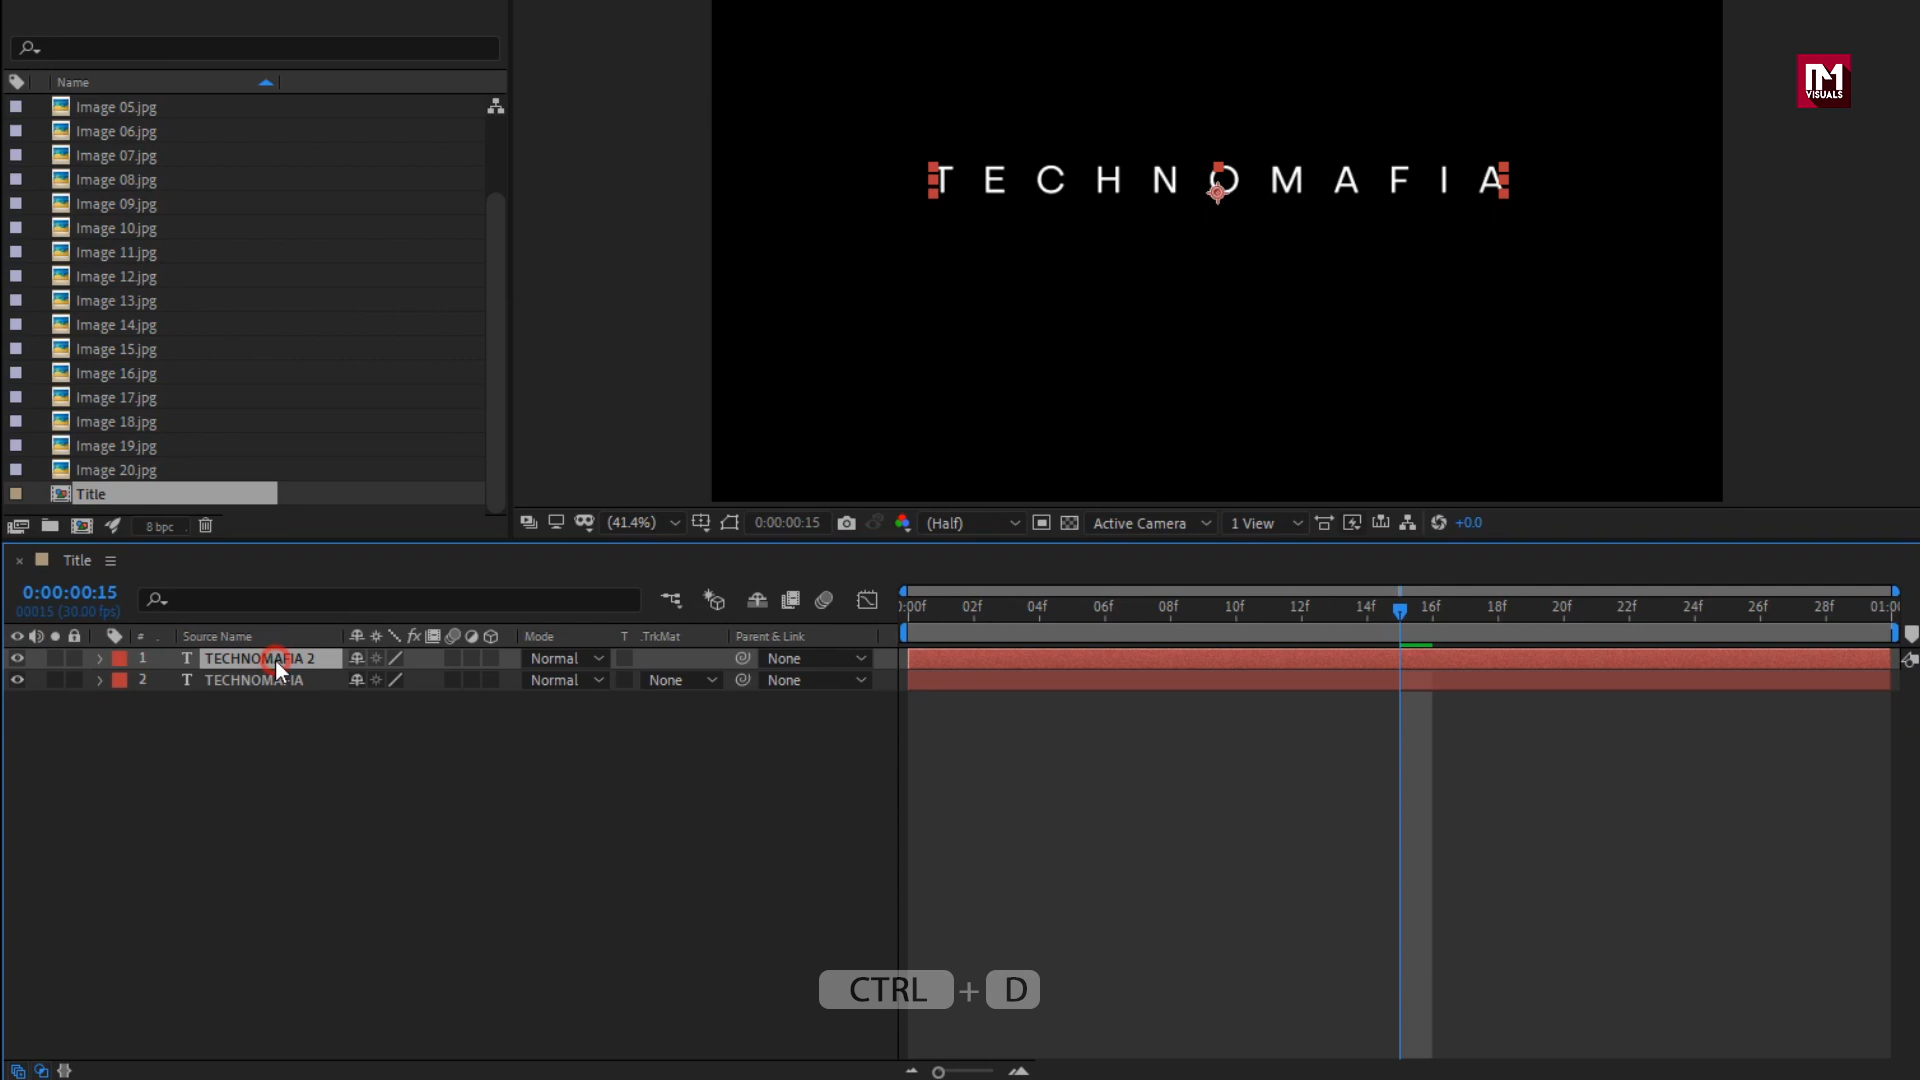 Name
Image 05.jpg
Image 06.jpg
Image 07.jpg
Image 08.jpg
Image 09.jpg
Image 10.jpg
Image 11.jpg
Image 12.jpg
Image 13.jpg
Image 14.jpg
Image 15.jpg
Image 16.jpg
Image 17.jpg
Image 18.jpg
Image 19.jpg
Image 20.jpg
Title
8 bpc
VISUALS
T E C H N O M A F I A
(41.4%) 0:00:00:15 (Half) Active Camera 1 View +0.0
× Title
0:00:00:15
00015 (30.00 fps)
:00f 02f 04f 06f 08f 10f 12f 14f 16f 18f 20f 22f 24f 26f 28f 01:00
# Source Name fx Mode T .TrkMat Parent & Link
1 T TECHNOMAFIA 2 Normal None
2 T TECHNOMAFIA Normal None None
CTRL + D